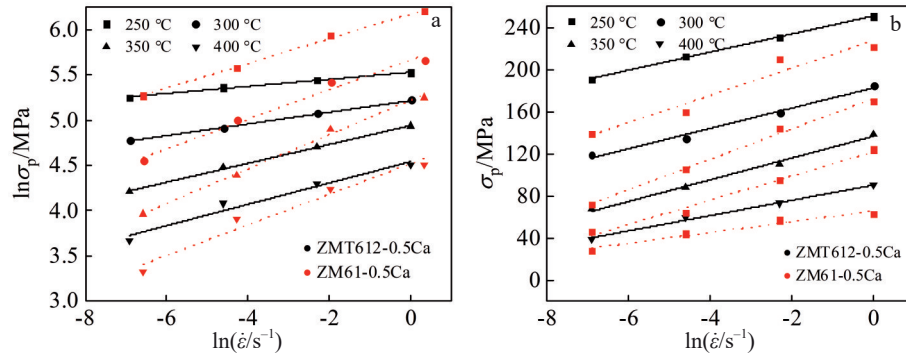 a
250 °C 300 °C
350 °C 400 °C
6.0
5.5
5.0
4.5
4.0
3.5
3.0
lnσp/MPa
ZMT612-0.5Ca
ZM61-0.5Ca
-8 -6 -4 -2 0
ln(ε̇/s⁻¹)
b
250 °C 300 °C
350 °C 400 °C
240
200
160
120
80
40
0
σp/MPa
ZMT612-0.5Ca
ZM61-0.5Ca
-8 -6 -4 -2 0
ln(ε̇/s⁻¹)